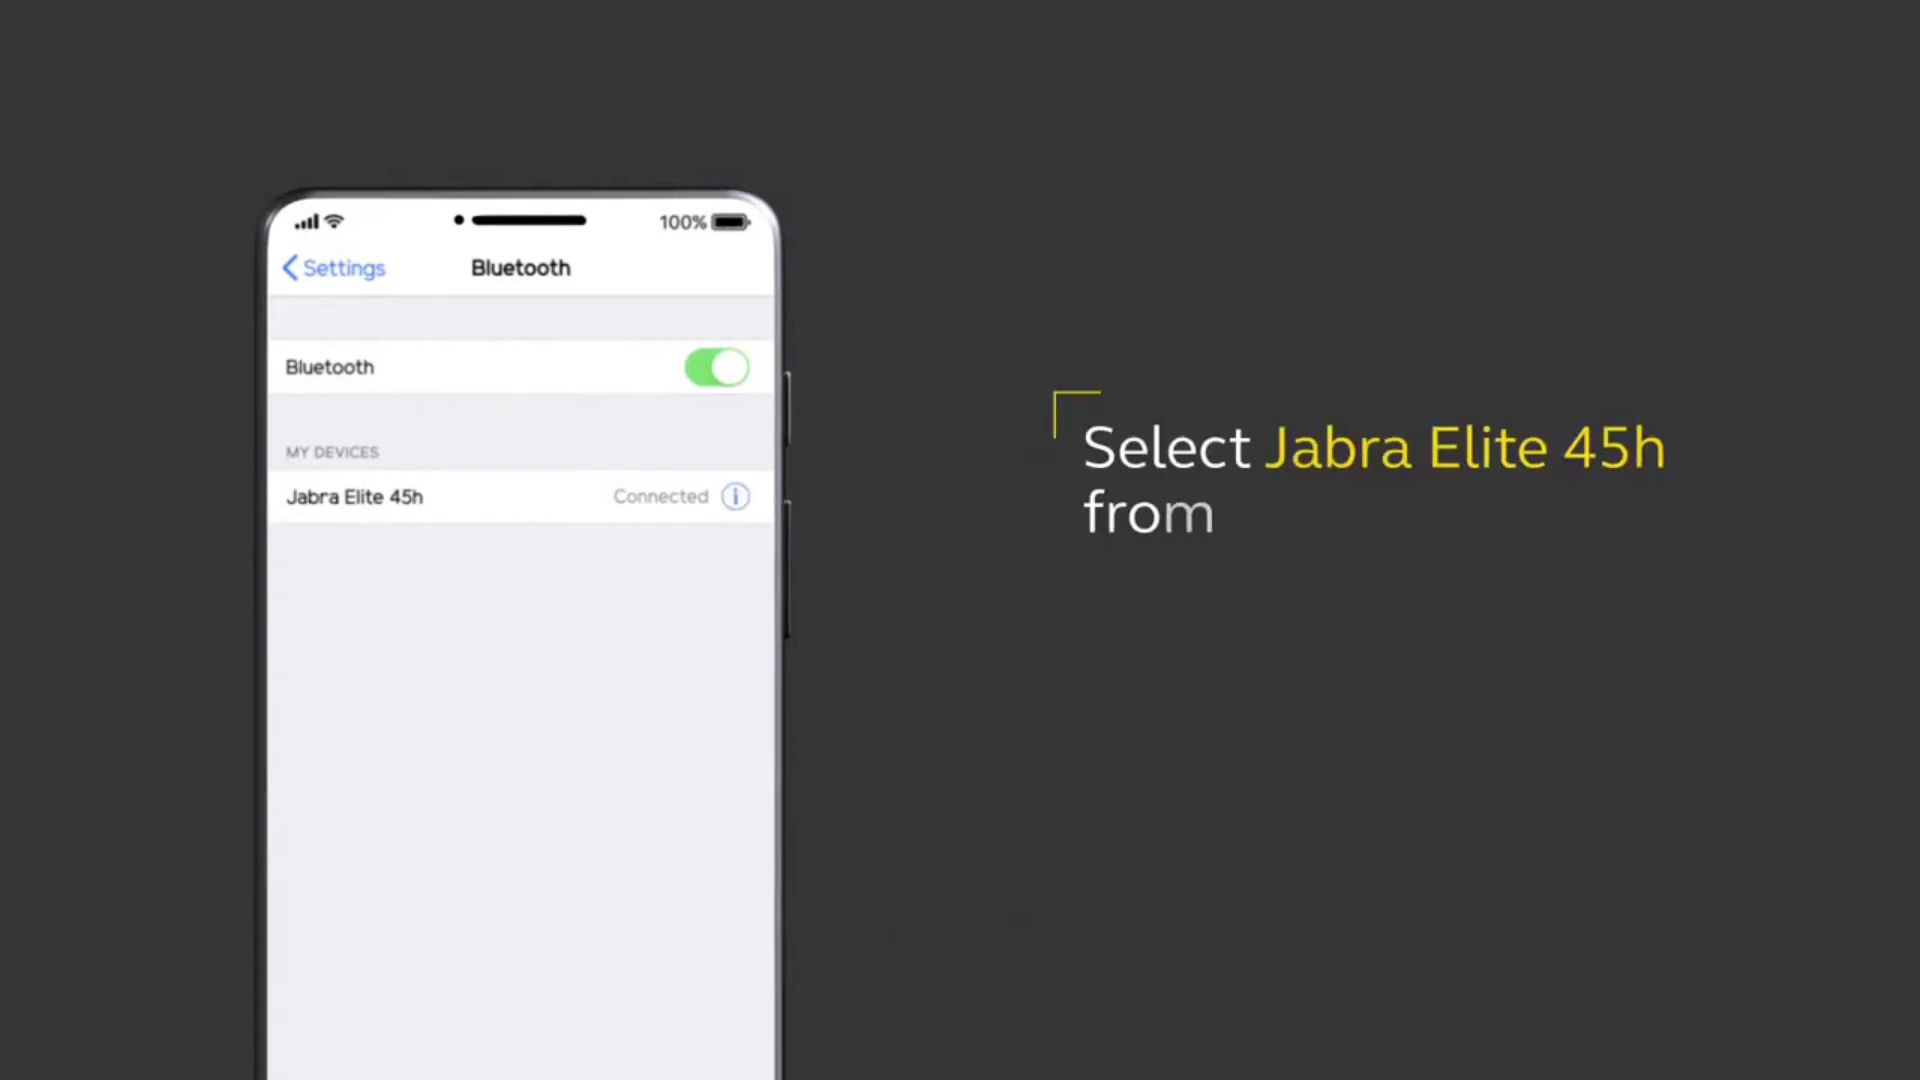 100%
Settings
Bluetooth
Bluetooth
MY DEVICES
Jabra Elite 45h Connected
Select Jabra Elite 45h
from